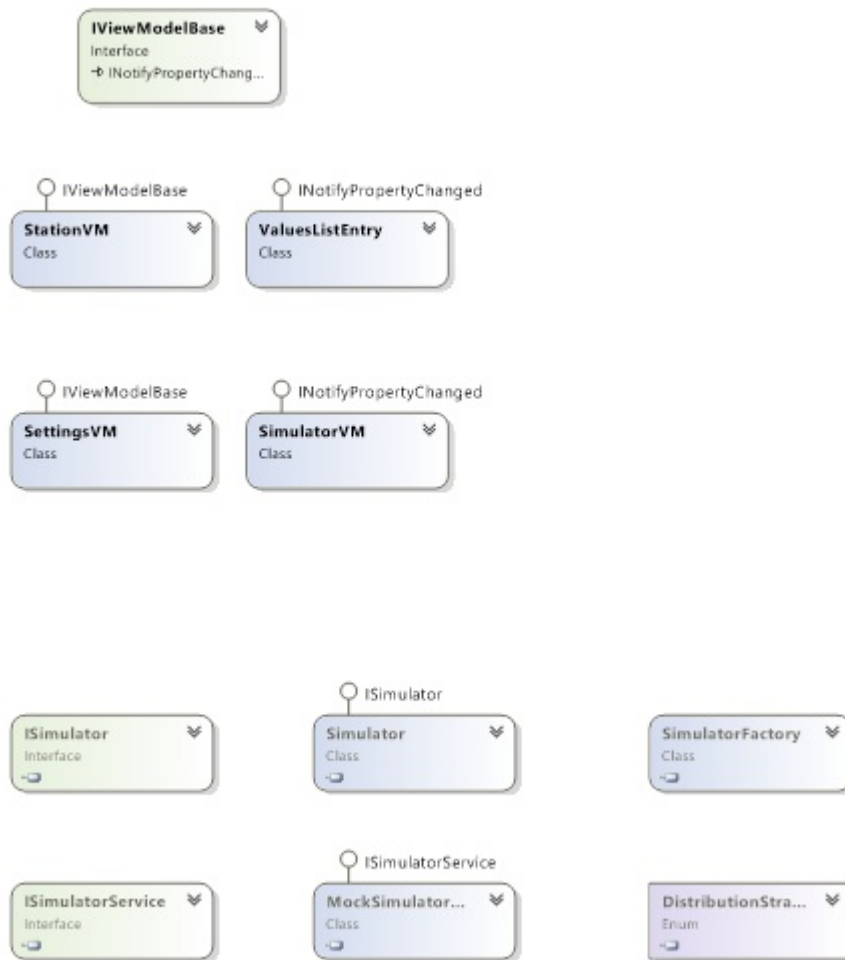 IViewModelBase
Interface
INotifyPropertyChang...
IViewModelBase
INotifyPropertyChanged
StationVM
Class
ValuesListEntry
Class
IViewModelBase
INotifyPropertyChanged
SettingsVM
Class
SimulatorVM
Class
ISimulator
ISimulator
Interface
Simulator
Class
SimulatorFactory
Class
ISimulatorService
ISimulatorService
Interface
MockSimulator...
Class
DistributionStra...
Enum